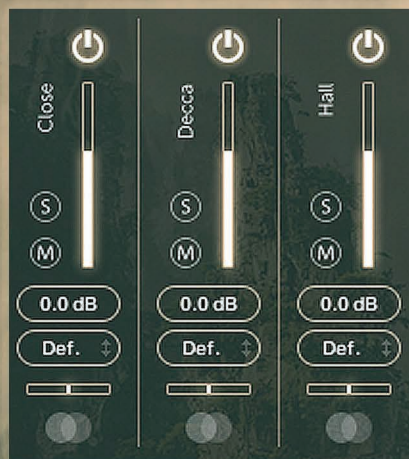 Close
S
M
0.0 dB
Def.
Decca
S
M
0.0 dB
Def.
Hall
S
M
0.0 dB
Def.